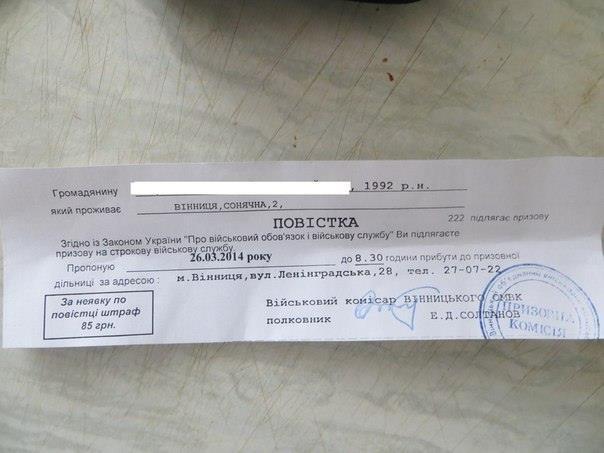 Громадянину , 1992 р.н.
який проживає ВІННИЦЯ,СОНЯЧНА,2,
ПОВІСТКА 222 підлягає призову
Згідно із Законом України "Про військовий обов'язок і військову службу" Ви підлягаєте
призову на строкову військову службу.
Пропоную 26.03.2014 року до 8.30 години прибути до призовної
дільниці за адресою : м.Вінниця,вул.Ленінградська,28, тел. 27-07-22
За неявку по
повістці штраф
85 грн.
Військовий комісар ВІННИЦЬКОГО ОМВК
полковник Е.Д.СОЛТАНОВ
ПРИЗОВНА
КОМІСІЯ